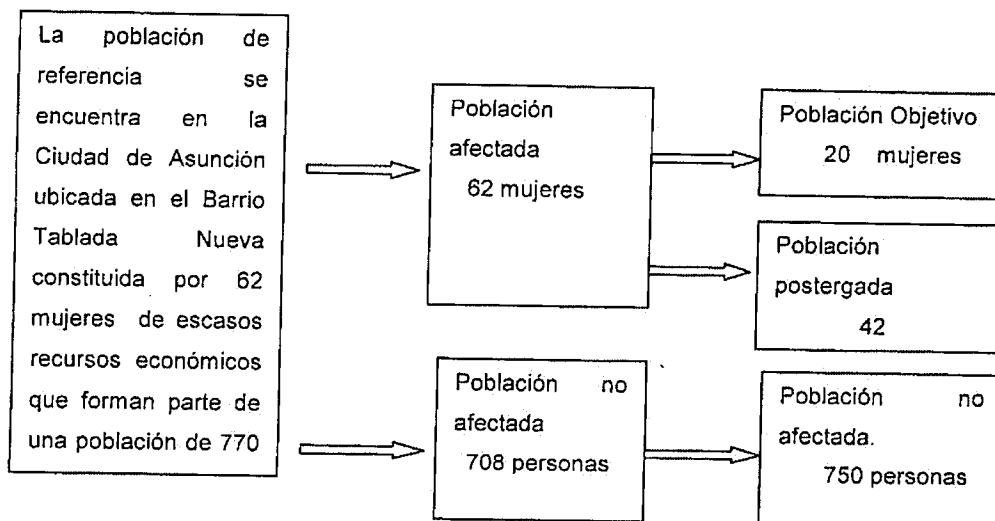 La población de
referencia se
encuentra en la
Ciudad de Asunción
ubicada en el Barrio
Tablada Nueva
constituida por 62
mujeres de escasos
recursos económicos
que forman parte de
una población de 770
Población
afectada
62 mujeres
Población Objetivo
20 mujeres
Población
postergada
42
Población no
afectada
708 personas
Población no
afectada.
750 personas